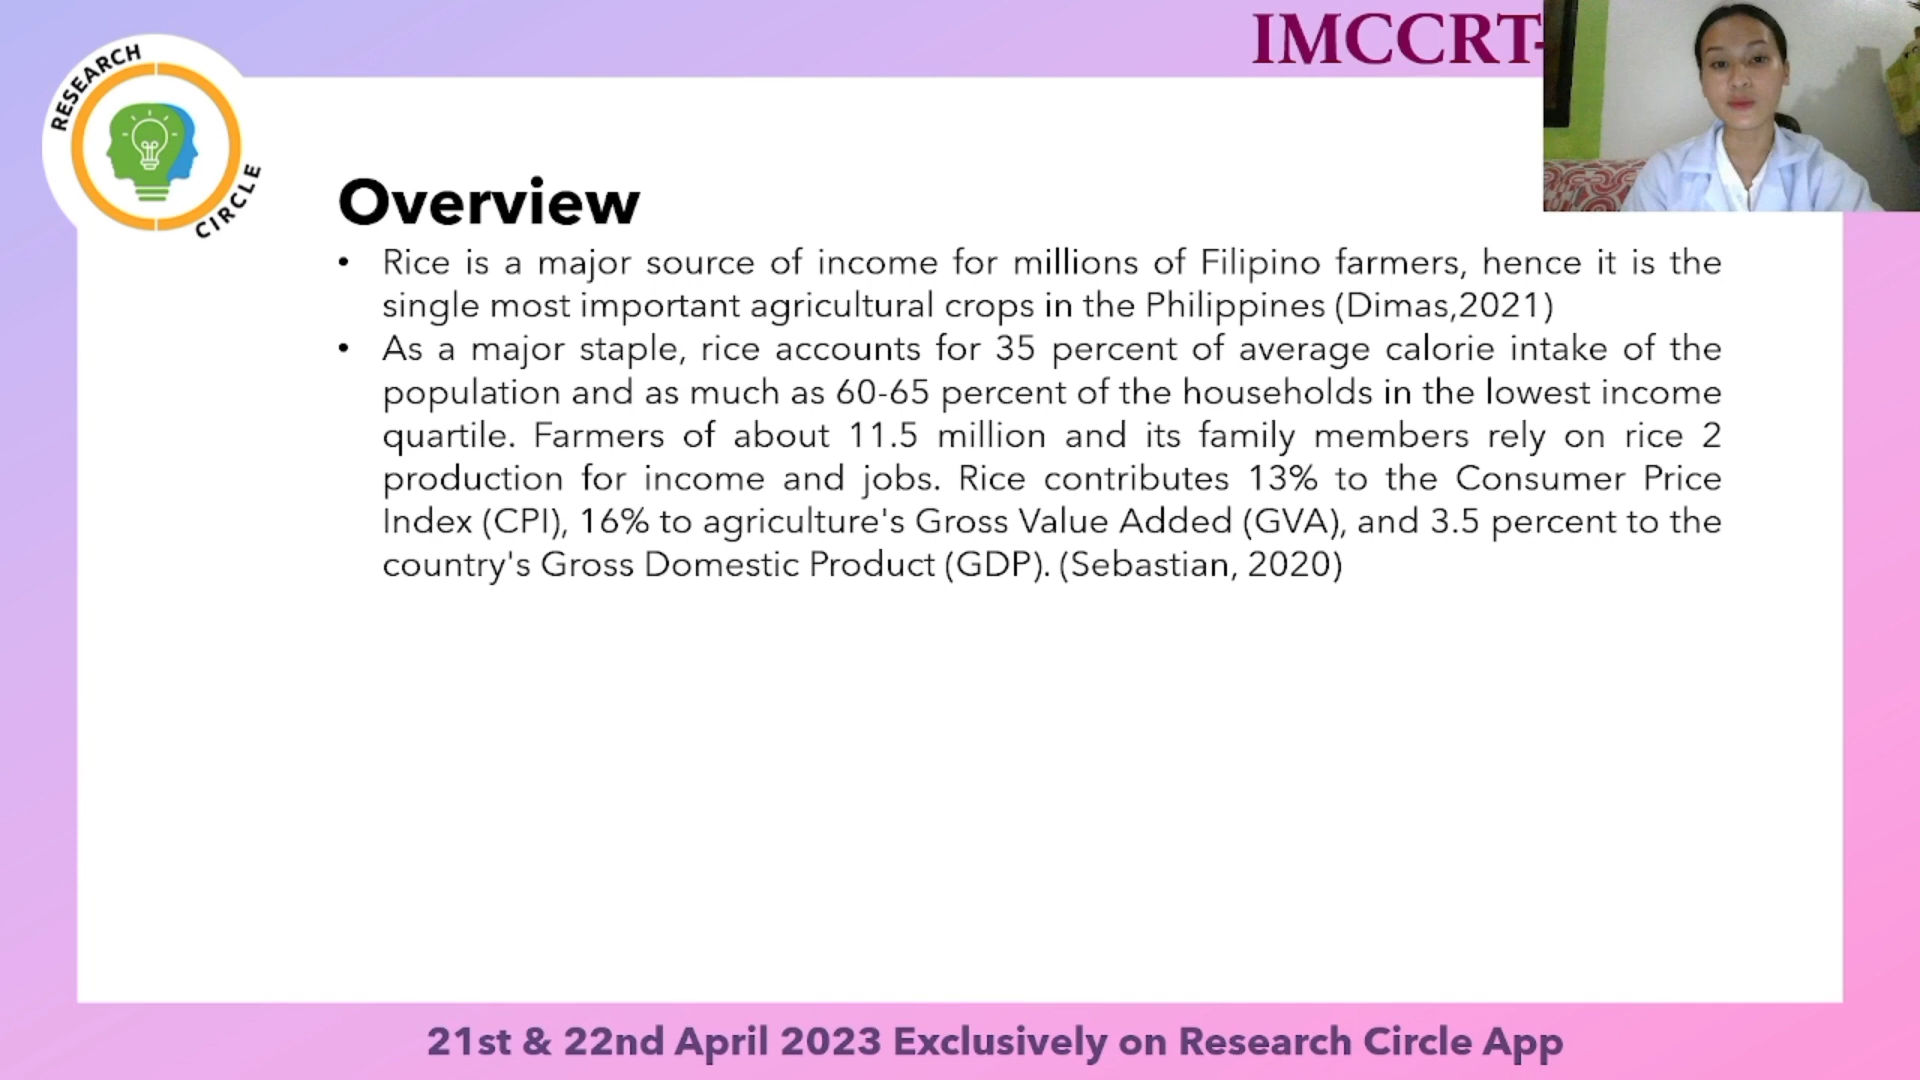 IMCCRT-
RESEARCH
CIRCLE
Overview
• Rice is a major source of income for millions of Filipino farmers, hence it is the
single most important agricultural crops in the Philippines (Dimas,2021)
• As a major staple, rice accounts for 35 percent of average calorie intake of the
population and as much as 60-65 percent of the households in the lowest income
quartile. Farmers of about 11.5 million and its family members rely on rice 2
production for income and jobs. Rice contributes 13% to the Consumer Price
Index (CPI), 16% to agriculture's Gross Value Added (GVA), and 3.5 percent to the
country's Gross Domestic Product (GDP). (Sebastian, 2020)
21st & 22nd April 2023 Exclusively on Research Circle App